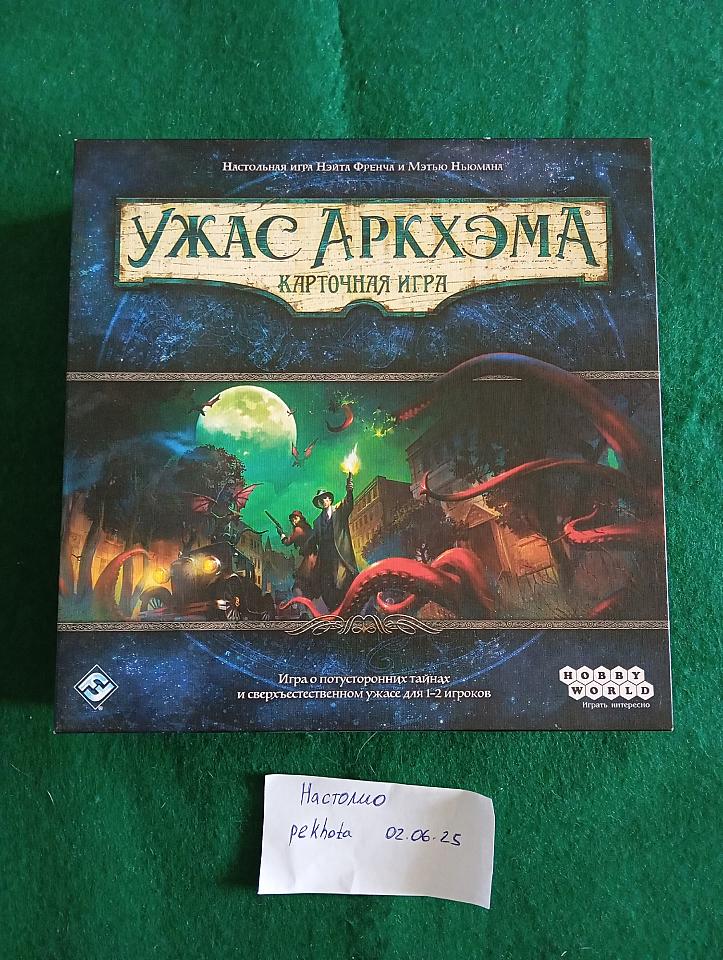 Настольная игра Нэйта Френча и Мэтью Ньюмана
Ужас Аркхэма®
карточная игра
Игра о потусторонних тайнах
и сверхъестественном ужасе для 1–2 игроков
HOBBY
WORLD
Играть интересно
Настолио
pekhota 02.06.25